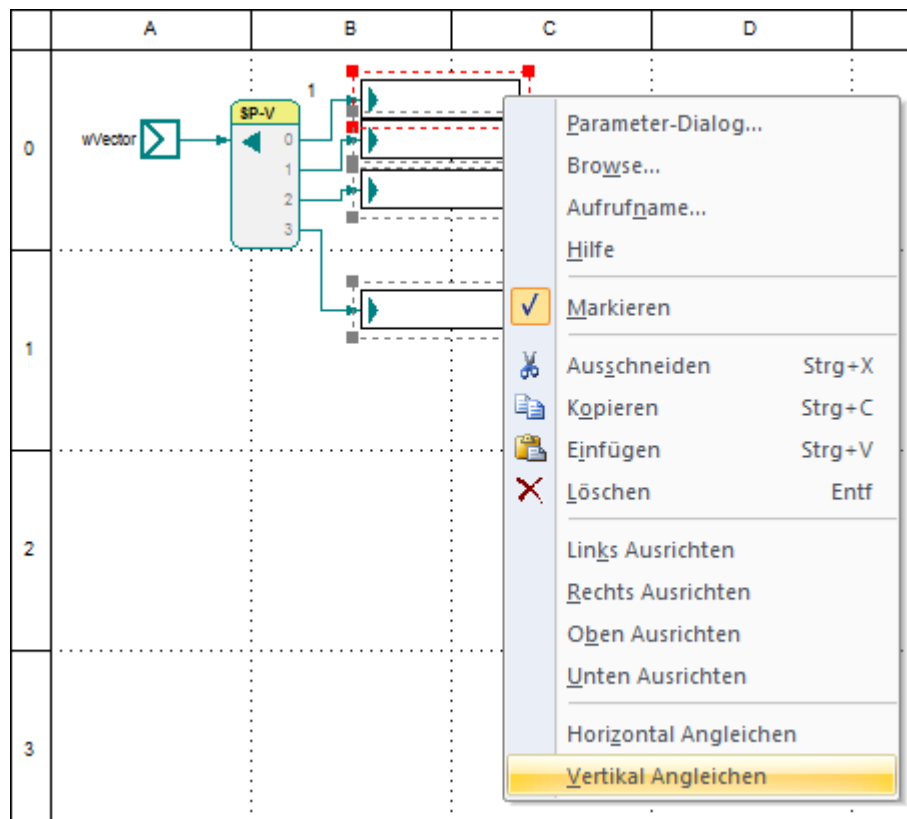 A B C D
1
SP-V
0 wVector 0
1
2
3
1
2
3
Parameter-Dialog...
Browse...
Aufrufname...
Hilfe
Markieren
Ausschneiden Strg+X
Kopieren Strg+C
Einfügen Strg+V
Löschen Entf
Links Ausrichten
Rechts Ausrichten
Oben Ausrichten
Unten Ausrichten
Horizontal Angleichen
Vertikal Angleichen